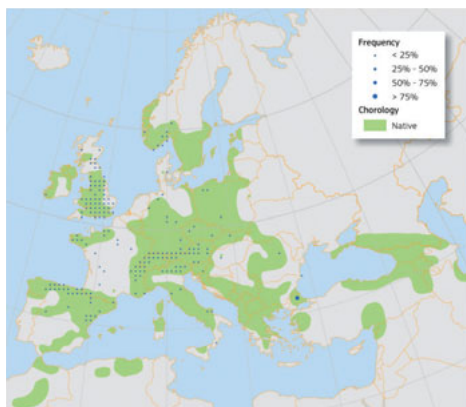 Frequency
< 25%
25% - 50%
50% - 75%
> 75%
Chorology
Native